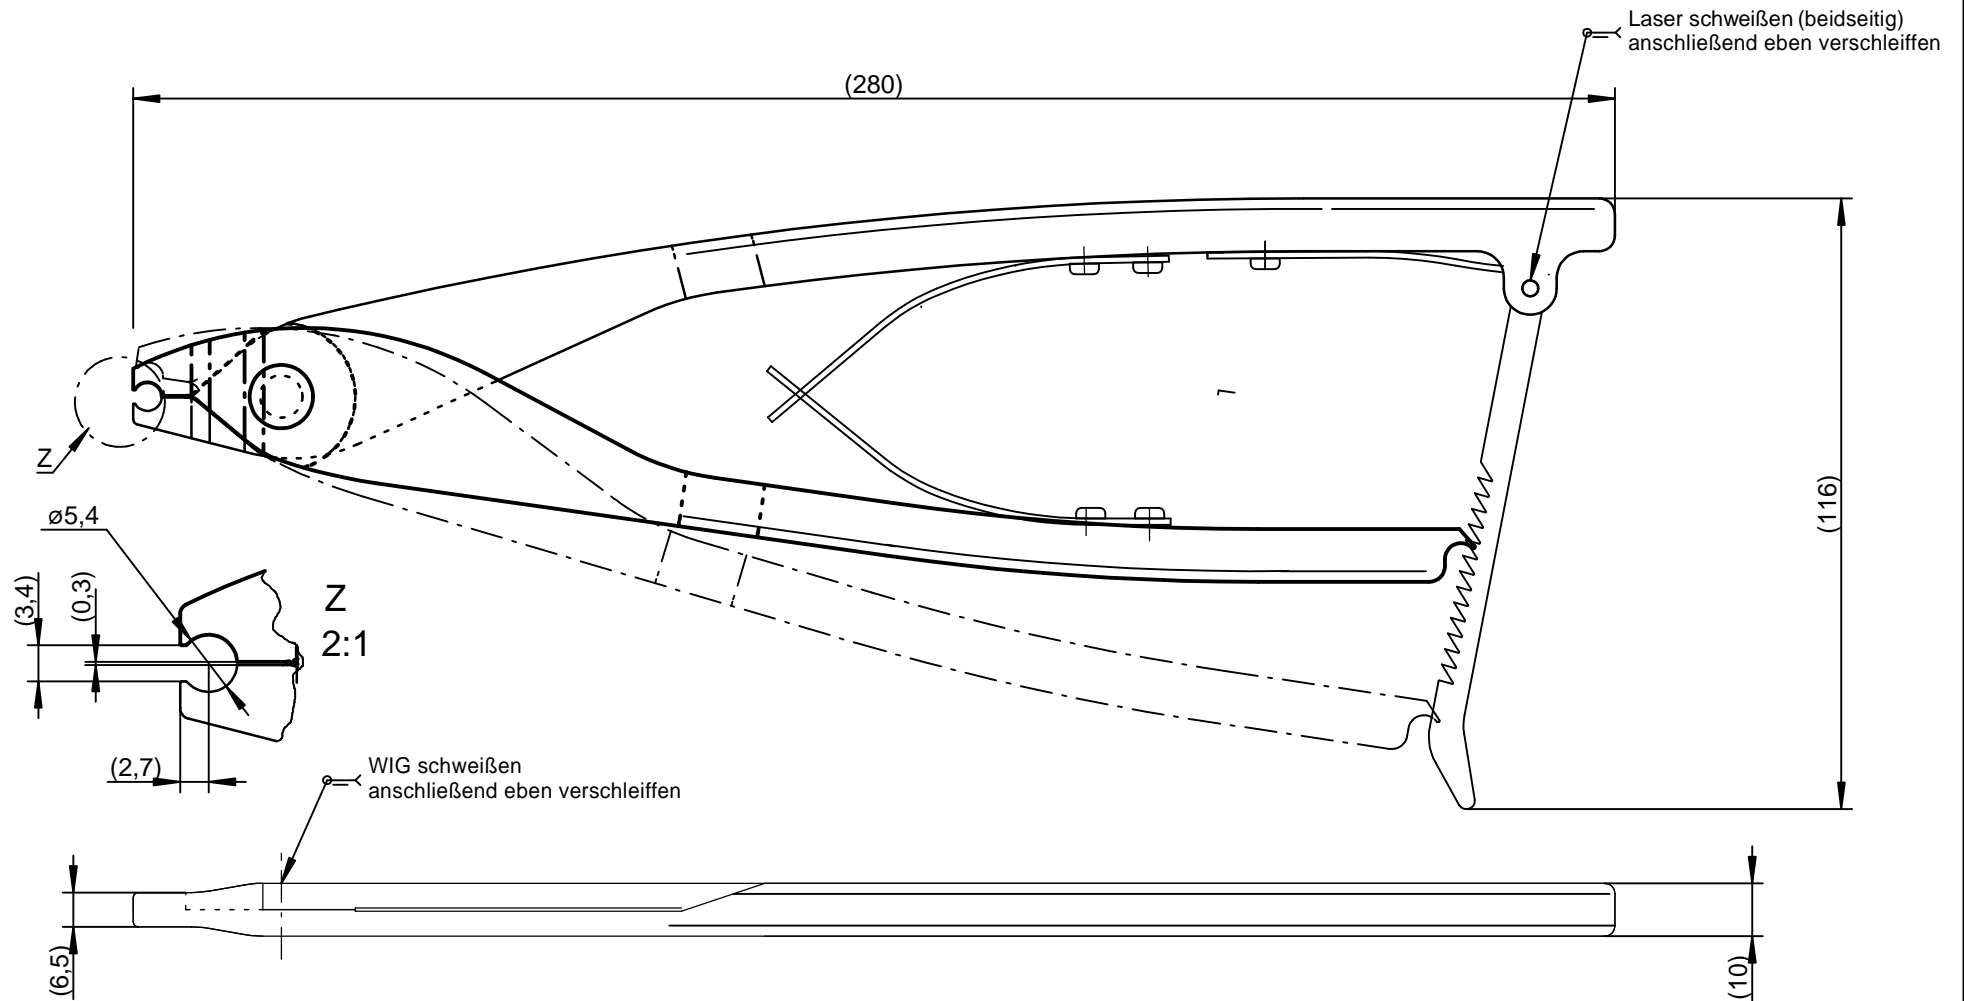 Laser schweißen (beidseitig)
anschließend eben verschleiffen
(280)
(116)
Z
ø5,4
(3,4)
(0,3)
Z
2:1
(2,7)
WIG schweißen
anschließend eben verschleiffen
(6,5)
(10)